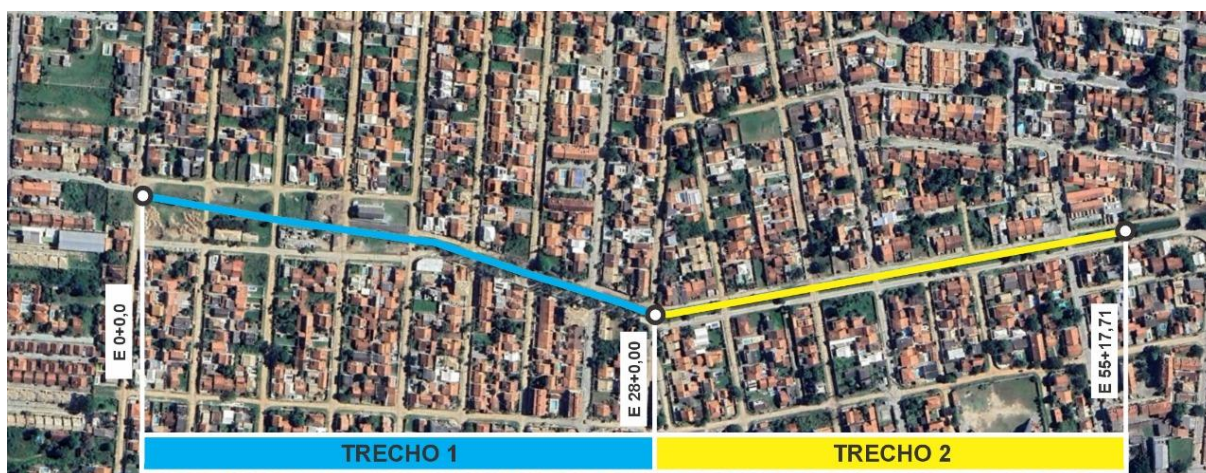 E 0+0,0
E 28+0,00
E 55+17,71
TRECHO 1
TRECHO 2